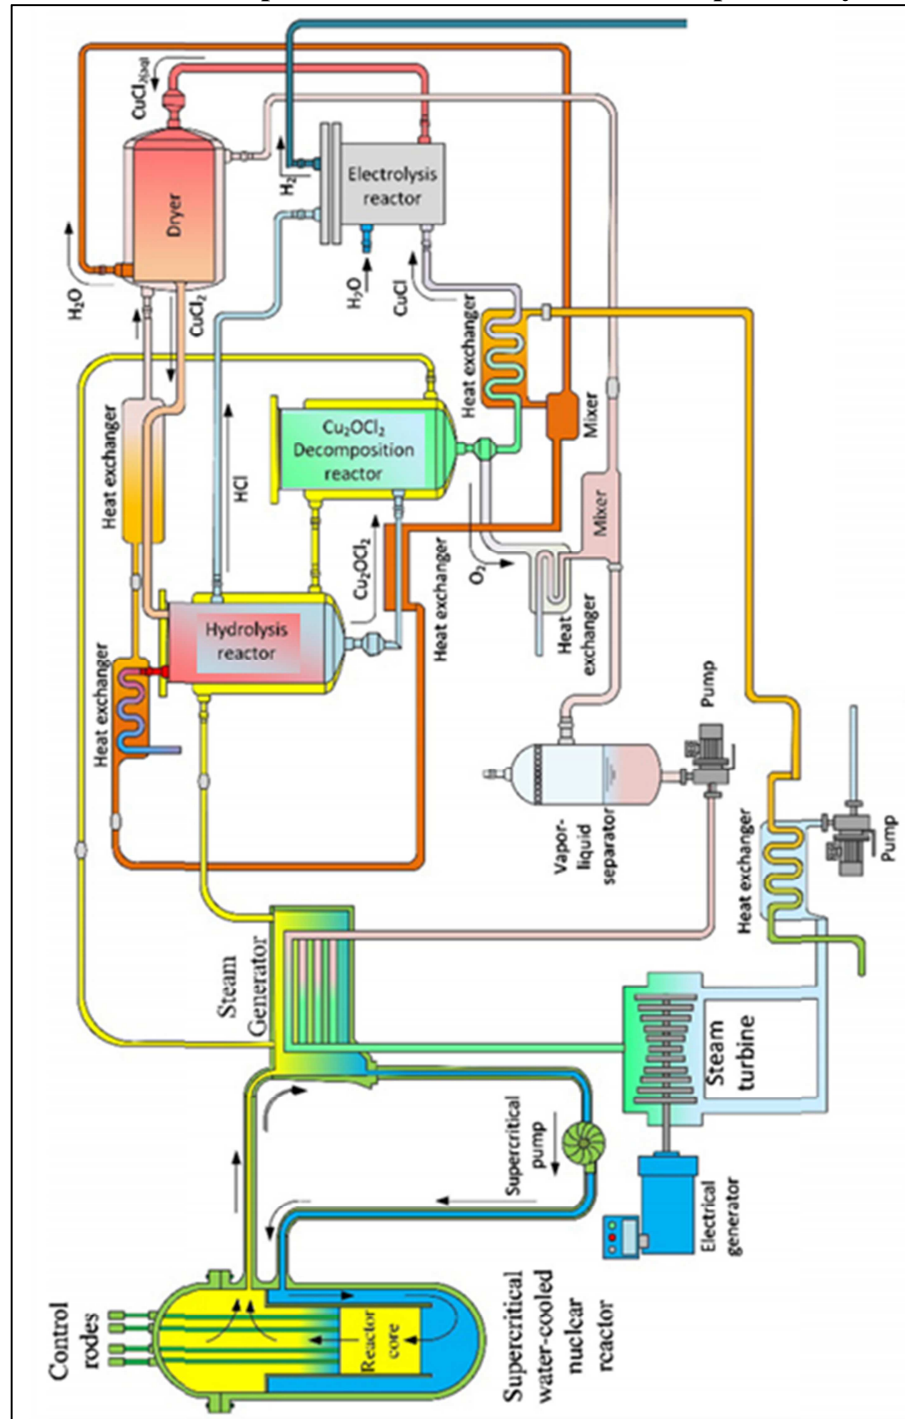 CuCl₂(aq)
Dryer
H₂O
CuCl₂
H₂
Electrolysis
reactor
H₂O
CuCl
Heat exchanger
Heat exchanger
Cu₂OCl₂
Decomposition
reactor
Mixer
HCl
Mixer
Cu₂OCl₂
Heat exchanger
O₂
Heat
exchanger
Hydrolysis
reactor
Heat exchanger
Pump
Vapor-
liquid
separator
Heat exchanger
Pump
Steam
Generator
Steam
turbine
Supercritical
pump
Electrical
generator
Control
rodes
Reactor
core
Supercritical
water-cooled
nuclear
reactor